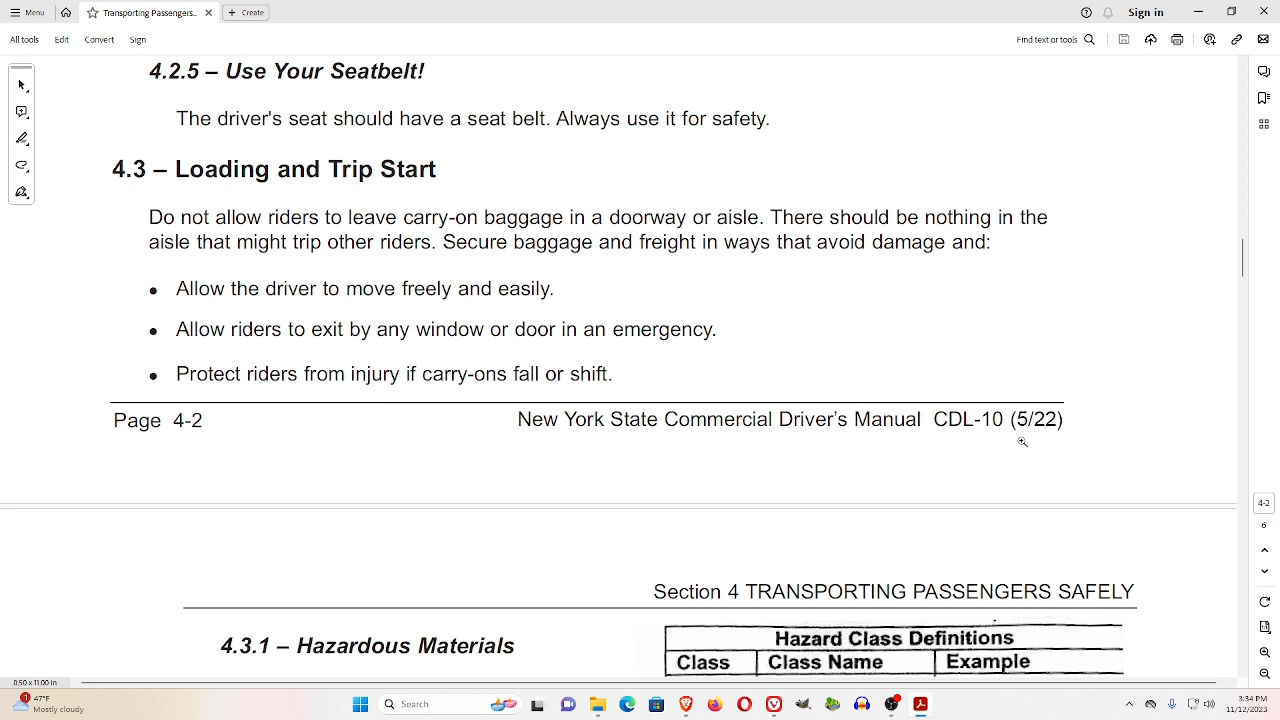 Menu
Transporting Passengers...
Create
Sign in
All tools
Edit
Convert
Sign
Find text or tools
4.2.5 – Use Your Seatbelt!
The driver's seat should have a seat belt. Always use it for safety.
4.3 – Loading and Trip Start
Do not allow riders to leave carry-on baggage in a doorway or aisle. There should be nothing in the
aisle that might trip other riders. Secure baggage and freight in ways that avoid damage and:
• Allow the driver to move freely and easily.
• Allow riders to exit by any window or door in an emergency.
• Protect riders from injury if carry-ons fall or shift.
Page 4-2
New York State Commercial Driver's Manual CDL-10 (5/22)
4-2
6
Section 4 TRANSPORTING PASSENGERS SAFELY
4.3.1 – Hazardous Materials
Hazard Class Definitions
Class
Class Name
Example
8.50 x 11.00 in
1
47°F
Mostly cloudy
Search
3:34 PM
11/12/2023